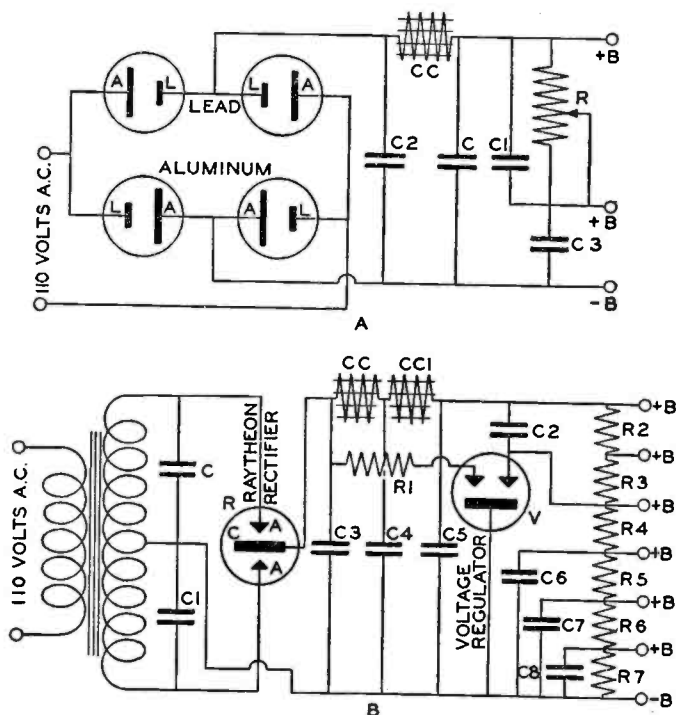 CC
+B
A
L
L
A
LEAD
R
110 VOLTS A.C.
ALUMINUM
C2
C
C1
L
A
A
L
+B
C3
-B
A
CC
CC1
+B
C2
R2
110 VOLTS A.C.
C
RAYTHEON
RECTIFIER
+B
R3
R1
+B
R
A
C
A
V
R4
C3
C4
C5
VOLTAGE
REGULATOR
+B
C6
R5
+B
C1
C7
R6
+B
C8
R7
-B
B